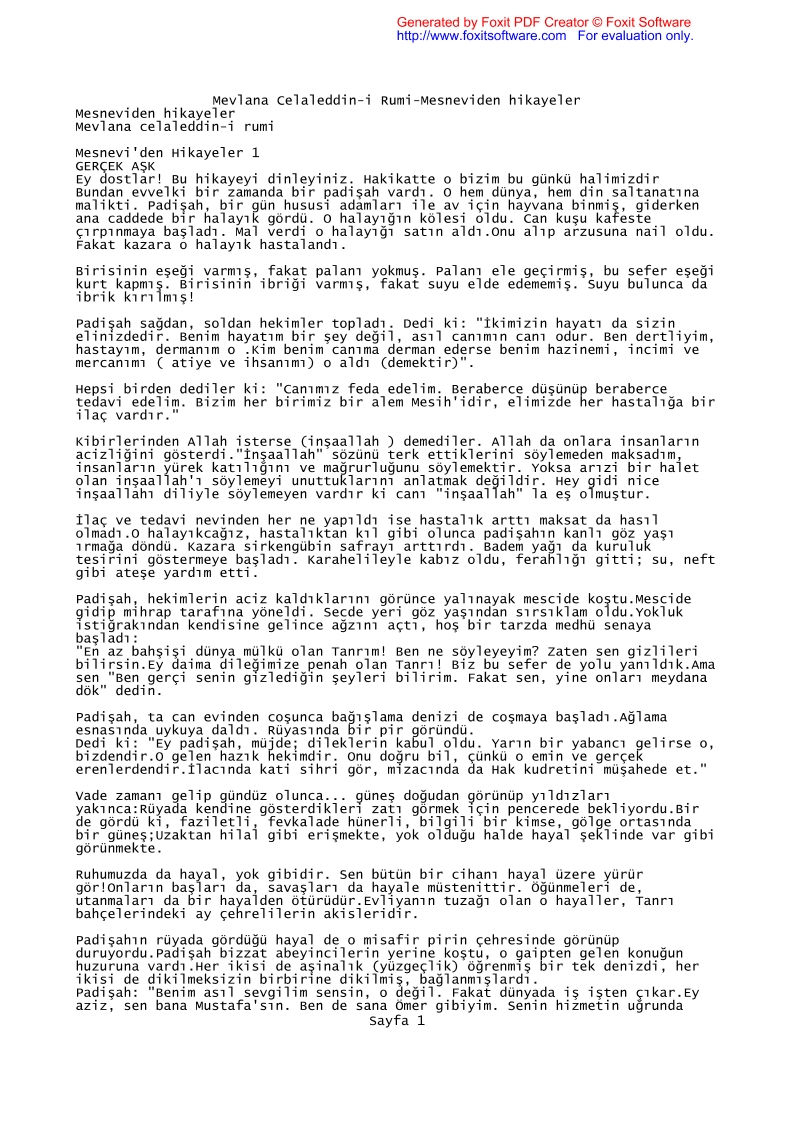 Generated by Foxit PDF Creator © Foxit Software
http://www.foxitsoftware.com   For evaluation only.
Mevlana Celaleddin-i Rumi-Mesneviden hikayeler
Mesneviden hikayeler
Mevlana celaleddin-i rumi
Mesnevi'den Hikayeler 1
GERÇEK AŞK
Ey dostlar! Bu hikayeyi dinleyiniz. Hakikatte o bizim bu günkü halimizdir
Bundan evvelki bir zamanda bir padişah vardı. O hem dünya, hem din saltanatına
malikti. Padişah, bir gün hususi adamları ile av için hayvana binmiş, giderken
ana caddede bir halayık gördü. O halayığın kölesi oldu. Can kuşu kafeste
çırpınmaya başladı. Mal verdi o halayığı satın aldı.Onu alıp arzusuna nail oldu.
Fakat kazara o halayık hastalandı.
Birisinin eşeği varmış, fakat palanı yokmuş. Palanı ele geçirmiş, bu sefer eşeği
kurt kapmış. Birisinin ibriği varmış, fakat suyu elde edememiş. Suyu bulunca da
ibrik kırılmış!
Padişah sağdan, soldan hekimler topladı. Dedi ki: "İkimizin hayatı da sizin
elinizdedir. Benim hayatım bir şey değil, asıl canımın canı odur. Ben dertliyim,
hastayım, dermanım o .Kim benim canıma derman ederse benim hazinemi, incimi ve
mercanımı ( atiye ve ihsanımı) o aldı (demektir)".
Hepsi birden dediler ki: "Canımız feda edelim. Beraberce düşünüp beraberce
tedavi edelim. Bizim her birimiz bir alem Mesih'idir, elimizde her hastalığa bir
ilaç vardır."
Kibirlerinden Allah isterse (inşaallah ) demediler. Allah da onlara insanların
acizliğini gösterdi."İnşaallah" sözünü terk ettiklerini söylemeden maksadım,
insanların yürek katılığını ve mağrurluğunu söylemektir. Yoksa arızi bir halet
olan inşaallah'ı söylemeyi unuttuklarını anlatmak değildir. Hey gidi nice
inşaallahı diliyle söylemeyen vardır ki canı "inşaallah" la eş olmuştur.
İlaç ve tedavi nevinden her ne yapıldı ise hastalık arttı maksat da hasıl
olmadı.O halayıkcağız, hastalıktan kıl gibi olunca padişahın kanlı göz yaşı
ırmağa döndü. Kazara sirkengübin safrayı arttırdı. Badem yağı da kuruluk
tesirini göstermeye başladı. Karahelileyle kabız oldu, ferahlığı gitti; su, neft
gibi ateşe yardım etti.
Padişah, hekimlerin aciz kaldıklarını görünce yalınayak mescide koştu.Mescide
gidip mihrap tarafına yöneldi. Secde yeri göz yaşından sırsıklam oldu.Yokluk
istiğrakından kendisine gelince ağzını açtı, hoş bir tarzda medhü senaya
başladı:
"En az bahşişi dünya mülkü olan Tanrım! Ben ne söyleyeyim? Zaten sen gizlileri
bilirsin.Ey daima dileğimize penah olan Tanrı! Biz bu sefer de yolu yanıldık.Ama
sen "Ben gerçi senin gizlediğin şeyleri bilirim. Fakat sen, yine onları meydana
dök" dedin.
Padişah, ta can evinden coşunca bağışlama denizi de coşmaya başladı.Ağlama
esnasında uykuya daldı. Rüyasında bir pir göründü.
Dedi ki: "Ey padişah, müjde; dileklerin kabul oldu. Yarın bir yabancı gelirse o,
bizdendir.O gelen hazık hekimdir. Onu doğru bil, çünkü o emin ve gerçek
erenlerdendir.İlacında kati sihri gör, mizacında da Hak kudretini müşahede et."
Vade zamanı gelip gündüz olunca... güneş doğudan görünüp yıldızları
yakınca:Rüyada kendine gösterdikleri zatı görmek için pencerede bekliyordu.Bir
de gördü ki, faziletli, fevkalade hünerli, bilgili bir kimse, gölge ortasında
bir güneş;Uzaktan hilal gibi erişmekte, yok olduğu halde hayal şeklinde var gibi
görünmekte.
Ruhumuzda da hayal, yok gibidir. Sen bütün bir cihanı hayal üzere yürür
gör!Onların başları da, savaşları da hayale müstenittir. Öğünmeleri de,
utanmaları da bir hayalden ötürüdür.Evliyanın tuzağı olan o hayaller, Tanrı
bahçelerindeki ay çehrelilerin akisleridir.
Padişahın rüyada gördüğü hayal de o misafir pirin çehresinde görünüp
duruyordu.Padişah bizzat abeyincilerin yerine koştu, o gaipten gelen konuğun
huzuruna vardı.Her ikisi de aşinalık (yüzgeçlik) öğrenmiş bir tek denizdi, her
ikisi de dikilmeksizin birbirine dikilmiş, bağlanmışlardı.
Padişah: "Benim asıl sevgilim sensin, o değil. Fakat dünyada iş işten çıkar.Ey
aziz, sen bana Mustafa'sın. Ben de sana Ömer gibiyim. Senin hizmetin uğrunda
Sayfa 1